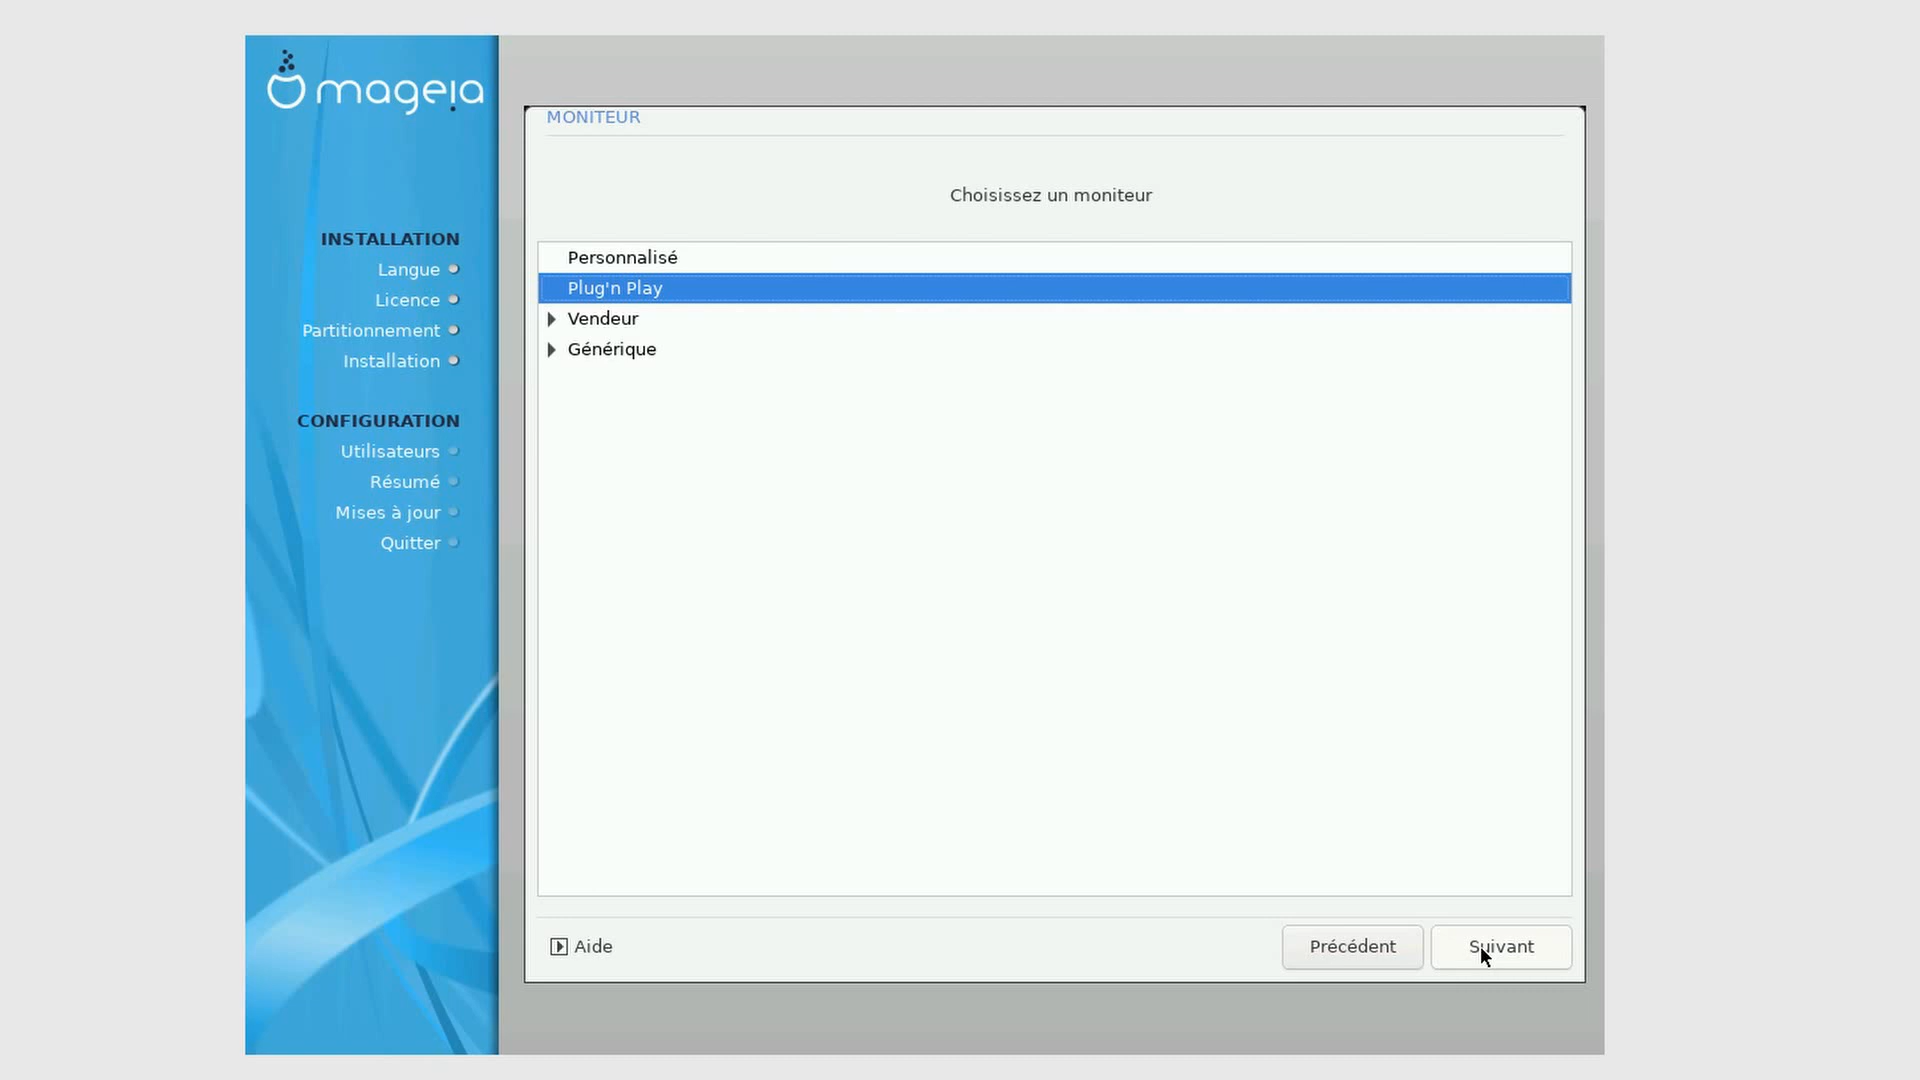 mageia
INSTALLATION
Langue
Licence
Partitionnement
Installation
CONFIGURATION
Utilisateurs
Résumé
Mises à jour
Quitter
MONITEUR
Choisissez un moniteur
Personnalisé
Plug'n Play
Vendeur
Générique
Aide
Précédent
Suivant